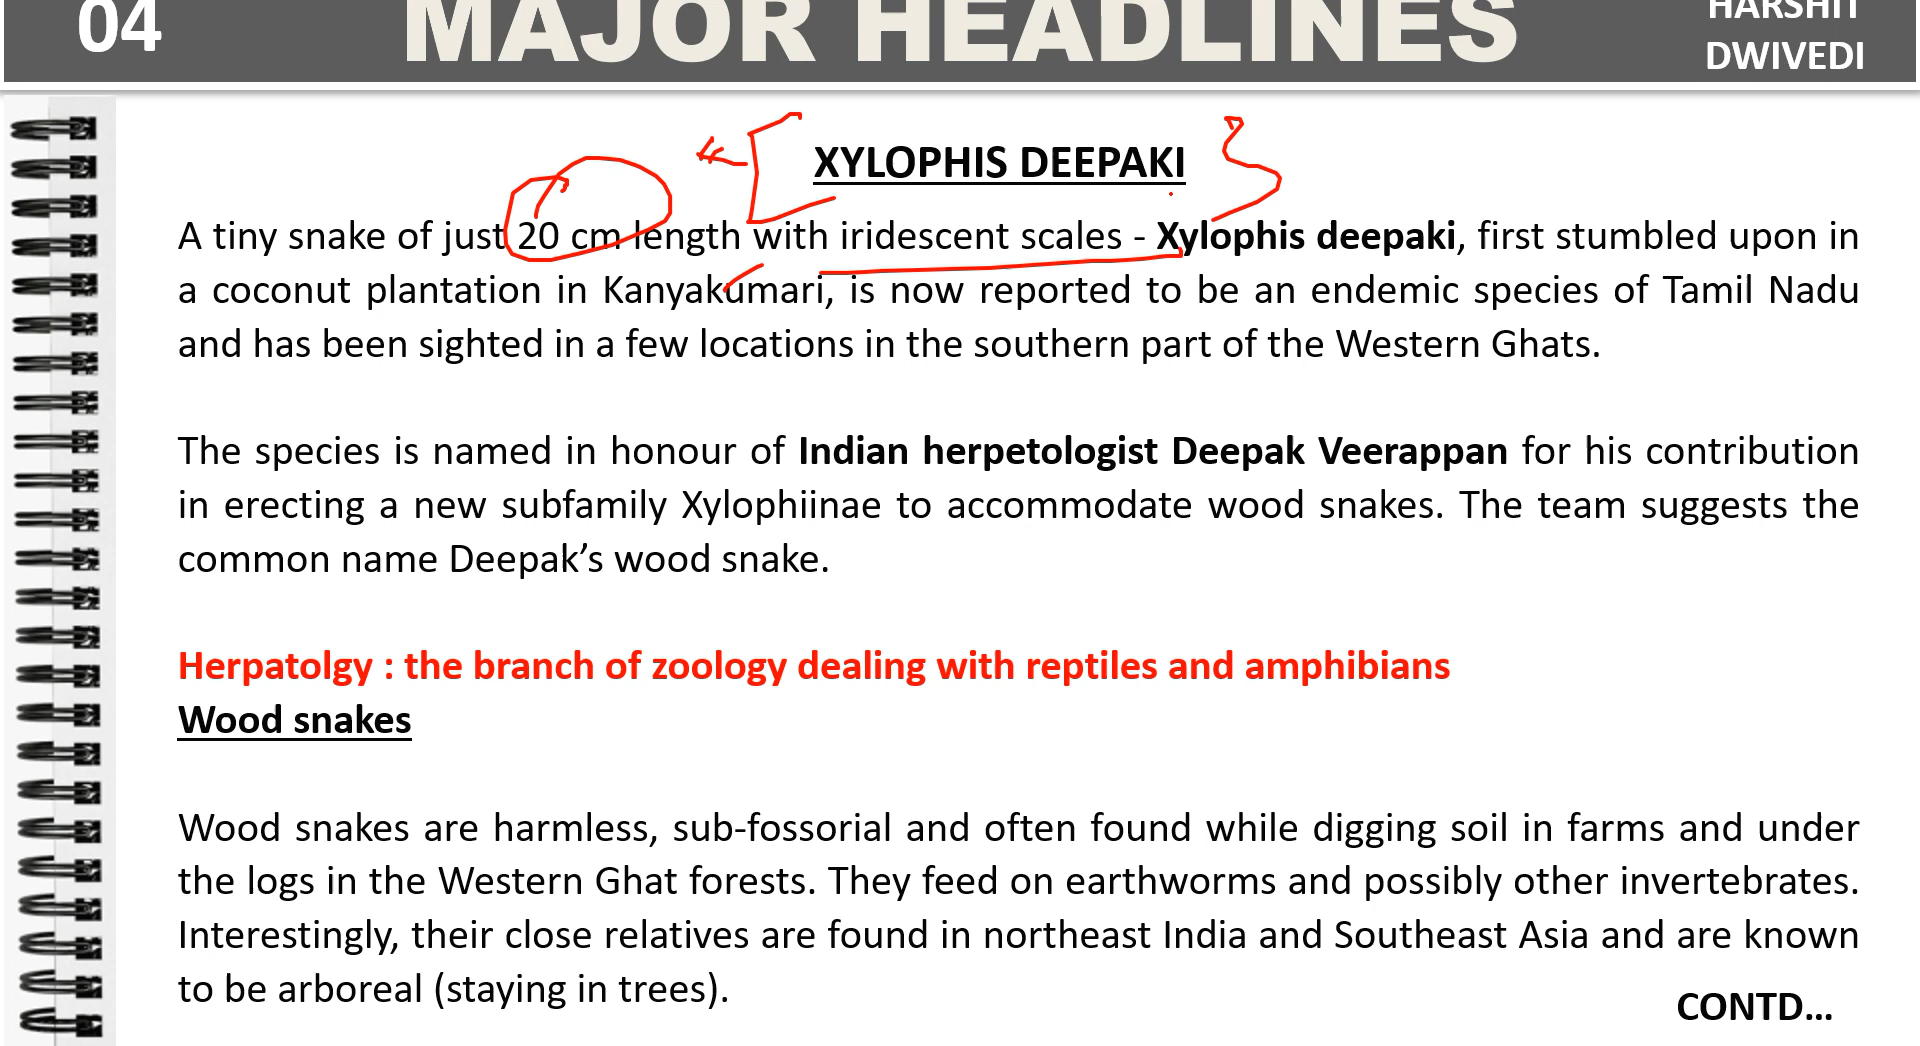 04
MAJOR HEADLINES
HARSHIT
DWIVEDI
XYLOPHIS DEEPAKI
A tiny snake of just 20 cm length with iridescent scales - Xylophis deepaki, first stumbled upon in
a coconut plantation in Kanyakumari, is now reported to be an endemic species of Tamil Nadu
and has been sighted in a few locations in the southern part of the Western Ghats.
The species is named in honour of Indian herpetologist Deepak Veerappan for his contribution
in erecting a new subfamily Xylophiinae to accommodate wood snakes. The team suggests the
common name Deepak’s wood snake.
Herpatolgy : the branch of zoology dealing with reptiles and amphibians
Wood snakes
Wood snakes are harmless, sub-fossorial and often found while digging soil in farms and under
the logs in the Western Ghat forests. They feed on earthworms and possibly other invertebrates.
Interestingly, their close relatives are found in northeast India and Southeast Asia and are known
to be arboreal (staying in trees).
CONTD...